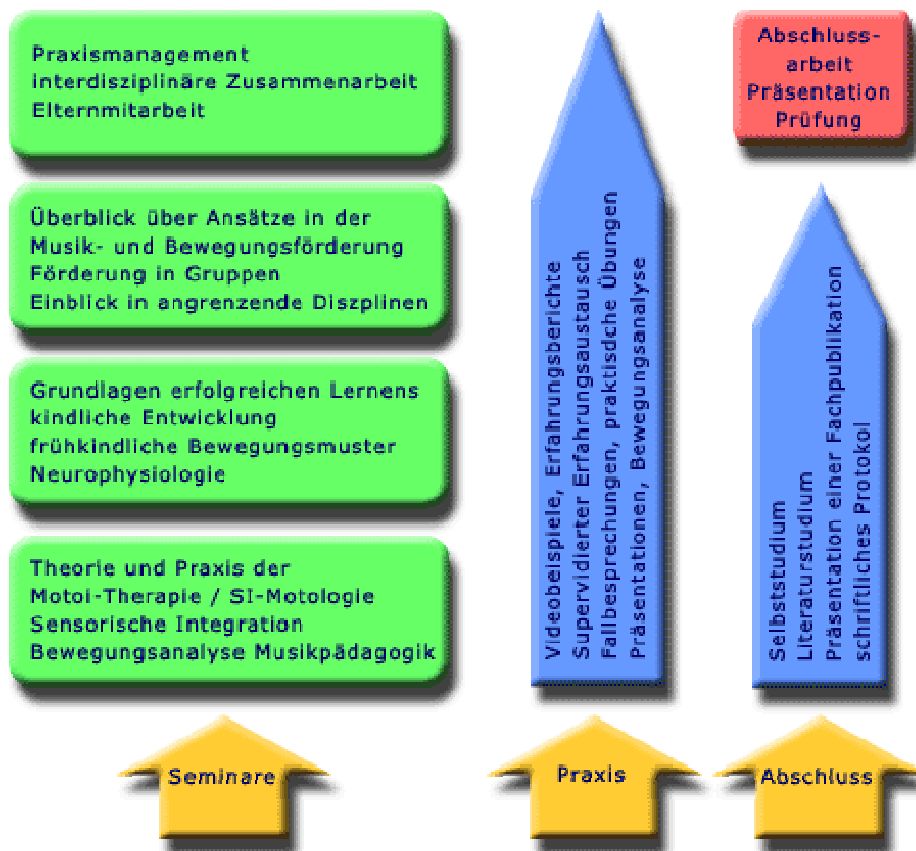 Praxismanagement
interdisziplinäre Zusammenarbeit
Elternmitarbeit
Überblick über Ansätze in der
Musik- und Bewegungsförderung
Förderung in Gruppen
Einblick in angrenzende Diszplinen
Grundlagen erfolgreichen Lernens
kindliche Entwicklung
frühkindliche Bewegungsmuster
Neurophysiologie
Theorie und Praxis der
Motoi-Therapie / SI-Motologie
Sensorische Integration
Bewegungsanalyse Musikpädagogik
Seminare
Videobeispiele, Erfahrungsberichte
Supervidierter Erfahrungsaustausch
Fallbesprechungen, praktisdche Übungen
Präsentationen, Bewegungsanalyse
Praxis
Abschluss-
arbeit
Präsentation
Prüfung
Selbststudium
Literaturstudium
Präsentation einer Fachpublikation
schriftliches Protokol
Abschluss